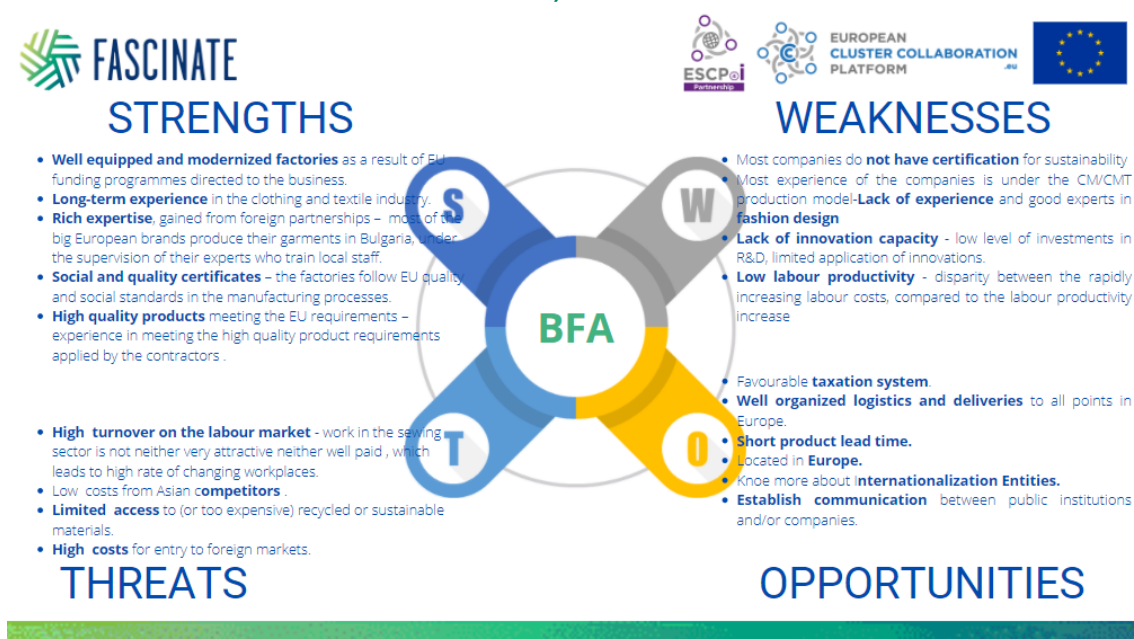 FASCINATE
ESCP@i
Partnership
EUROPEAN
CLUSTER COLLABORATION
PLATFORM
.eu
STRENGTHS
• Well equipped and modernized factories as a result of EU
funding programmes directed to the business.
• Long-term experience in the clothing and textile industry.
• Rich expertise, gained from foreign partnerships – most of the
big European brands produce their garments in Bulgaria, under
the supervision of their experts who train local staff.
• Social and quality certificates – the factories follow EU quality
and social standards in the manufacturing processes.
• High quality products meeting the EU requirements –
experience in meeting the high quality product requirements
applied by the contractors .
WEAKNESSES
• Most companies do not have certification for sustainability
• Most experience of the companies is under the CM/CMT
production model-Lack of experience and good experts in
fashion design
• Lack of innovation capacity - low level of investments in
R&D, limited application of innovations.
• Low labour productivity - disparity between the rapidly
increasing labour costs, compared to the labour productivity
increase
S
W
BFA
T
O
• High turnover on the labour market - work in the sewing
sector is not neither very attractive neither well paid , which
leads to high rate of changing workplaces.
• Low costs from Asian competitors .
• Limited access to (or too expensive) recycled or sustainable
materials.
• High costs for entry to foreign markets.
THREATS
• Favourable taxation system.
• Well organized logistics and deliveries to all points in
Europe.
• Short product lead time.
• Located in Europe.
• Knoe more about Internationalization Entities.
• Establish communication between public institutions
and/or companies.
OPPORTUNITIES